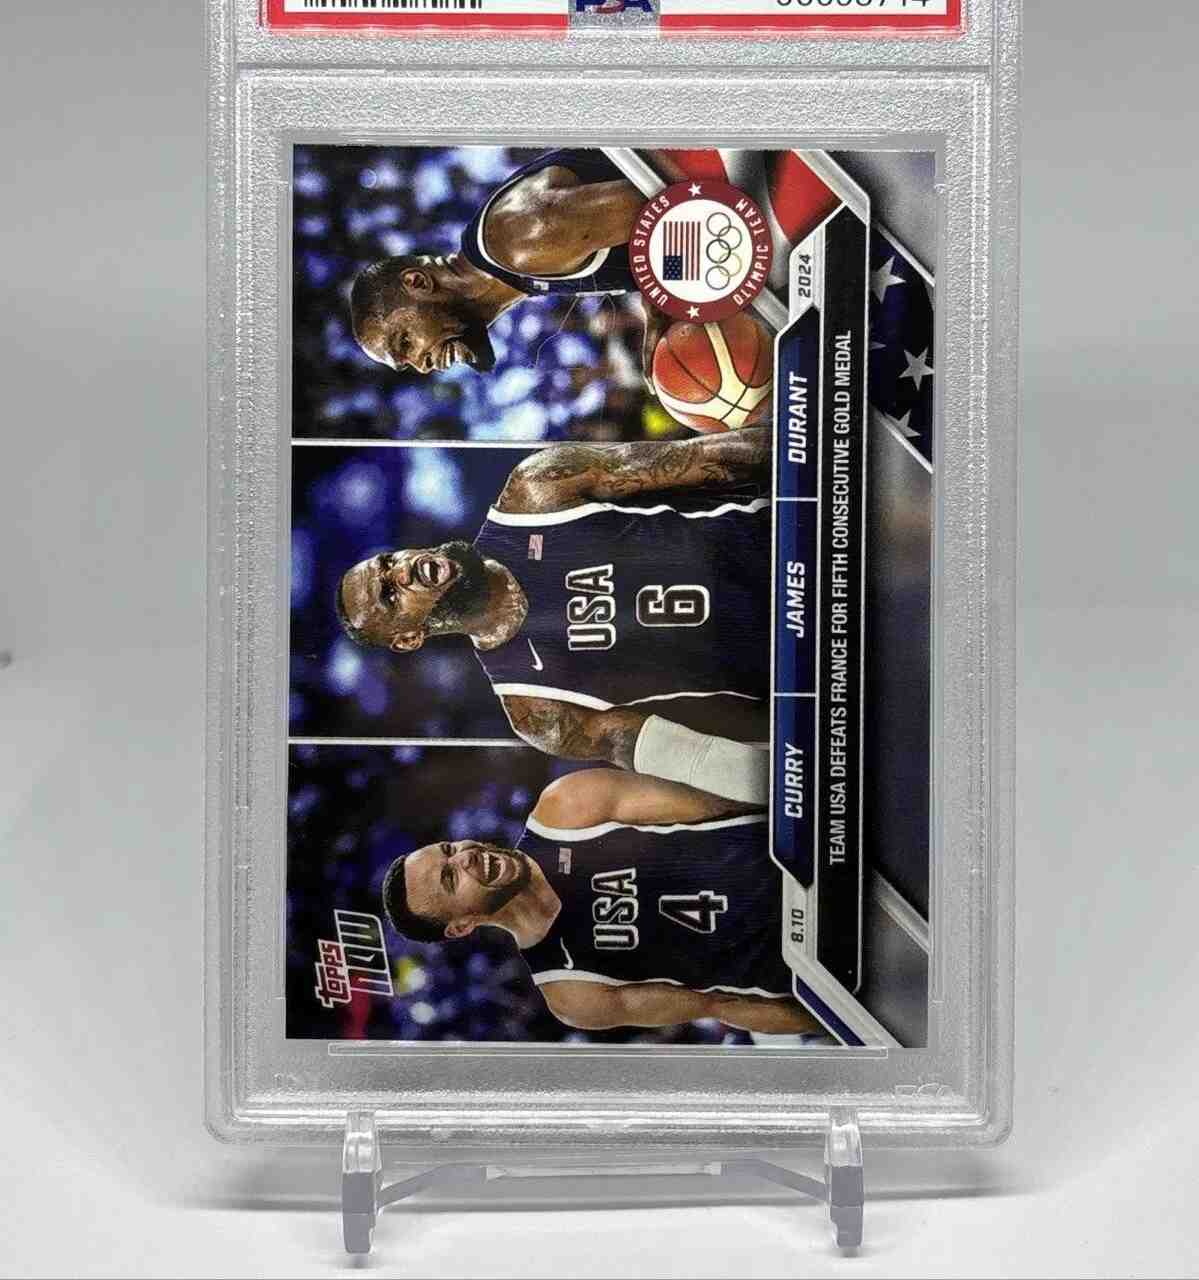 PSA
TOPPS
NOW
UNITED STATES
OLYMPIC TEAM
USA
4
USA
6
8.10
CURRY
JAMES
DURANT
2024
TEAM USA DEFEATS FRANCE FOR FIFTH CONSECUTIVE GOLD MEDAL